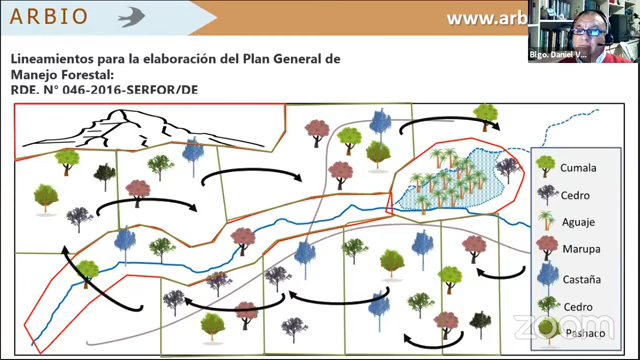 ARBIO
www.arb
Bigo. Daniel V...
Lineamientos para la elaboración del Plan General de
Manejo Forestal:
RDE. N° 046-2016-SERFOR/DE
Cumala
Cedro
Aguaje
Marupa
Castaña
Cedro
Pashaco
zoom